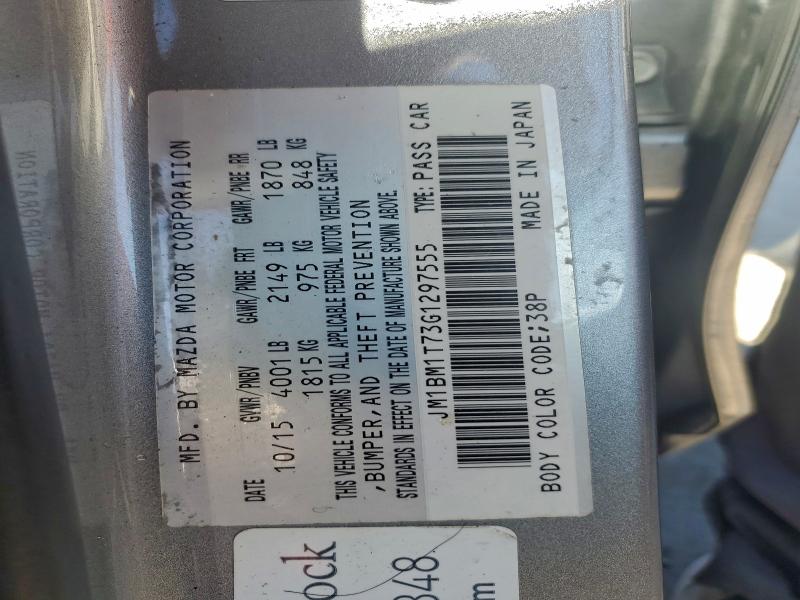 MFD. BY MAZDA MOTOR CORPORATION
DATE GVWR/PNBV GAWR/PNBE FRT GAWR/PNBE RR
10/15 4001 LB 2149 LB 1870 LB
1815 KG 975 KG 848 KG
THIS VEHICLE CONFORMS TO ALL APPLICABLE FEDERAL MOTOR VEHICLE SAFETY
,BUMPER, AND THEFT PREVENTION
STANDARDS IN EFFECT ON THE DATE OF MANUFACTURE SHOWN ABOVE.
JM1BM1T73G1297555 TYPE: PASS CAR
BODY COLOR CODE;38P MADE IN JAPAN
ock
348
m